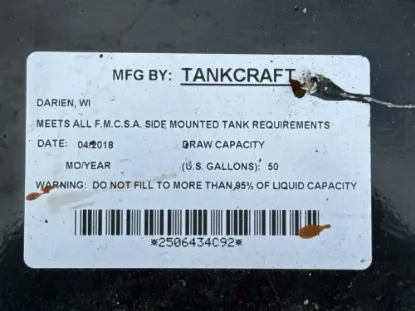 MFG BY: TANKCRAFT
DARIEN, WI
MEETS ALL F.M.C.S.A. SIDE MOUNTED TANK REQUIREMENTS
DATE: 04/2018 DRAW CAPACITY
MO/YEAR (U.S. GALLONS): 50
WARNING: DO NOT FILL TO MORE THAN 95% OF LIQUID CAPACITY
*2506434C92*